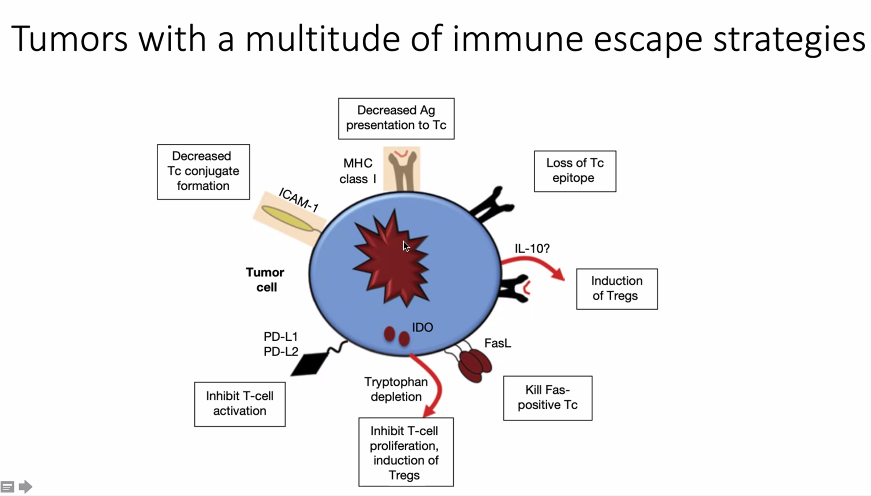 Tumors with a multitude of immune escape strategies
Decreased Ag
presentation to Tc
Decreased
Tc conjugate
formation
MHC
class I
Loss of Tc
epitope
ICAM-1
IL-10?
Tumor
cell
Induction
of Tregs
IDO
PD-L1
PD-L2
FasL
Tryptophan
depletion
Inhibit T-cell
activation
Kill Fas-
positive Tc
Inhibit T-cell
proliferation,
induction of
Tregs